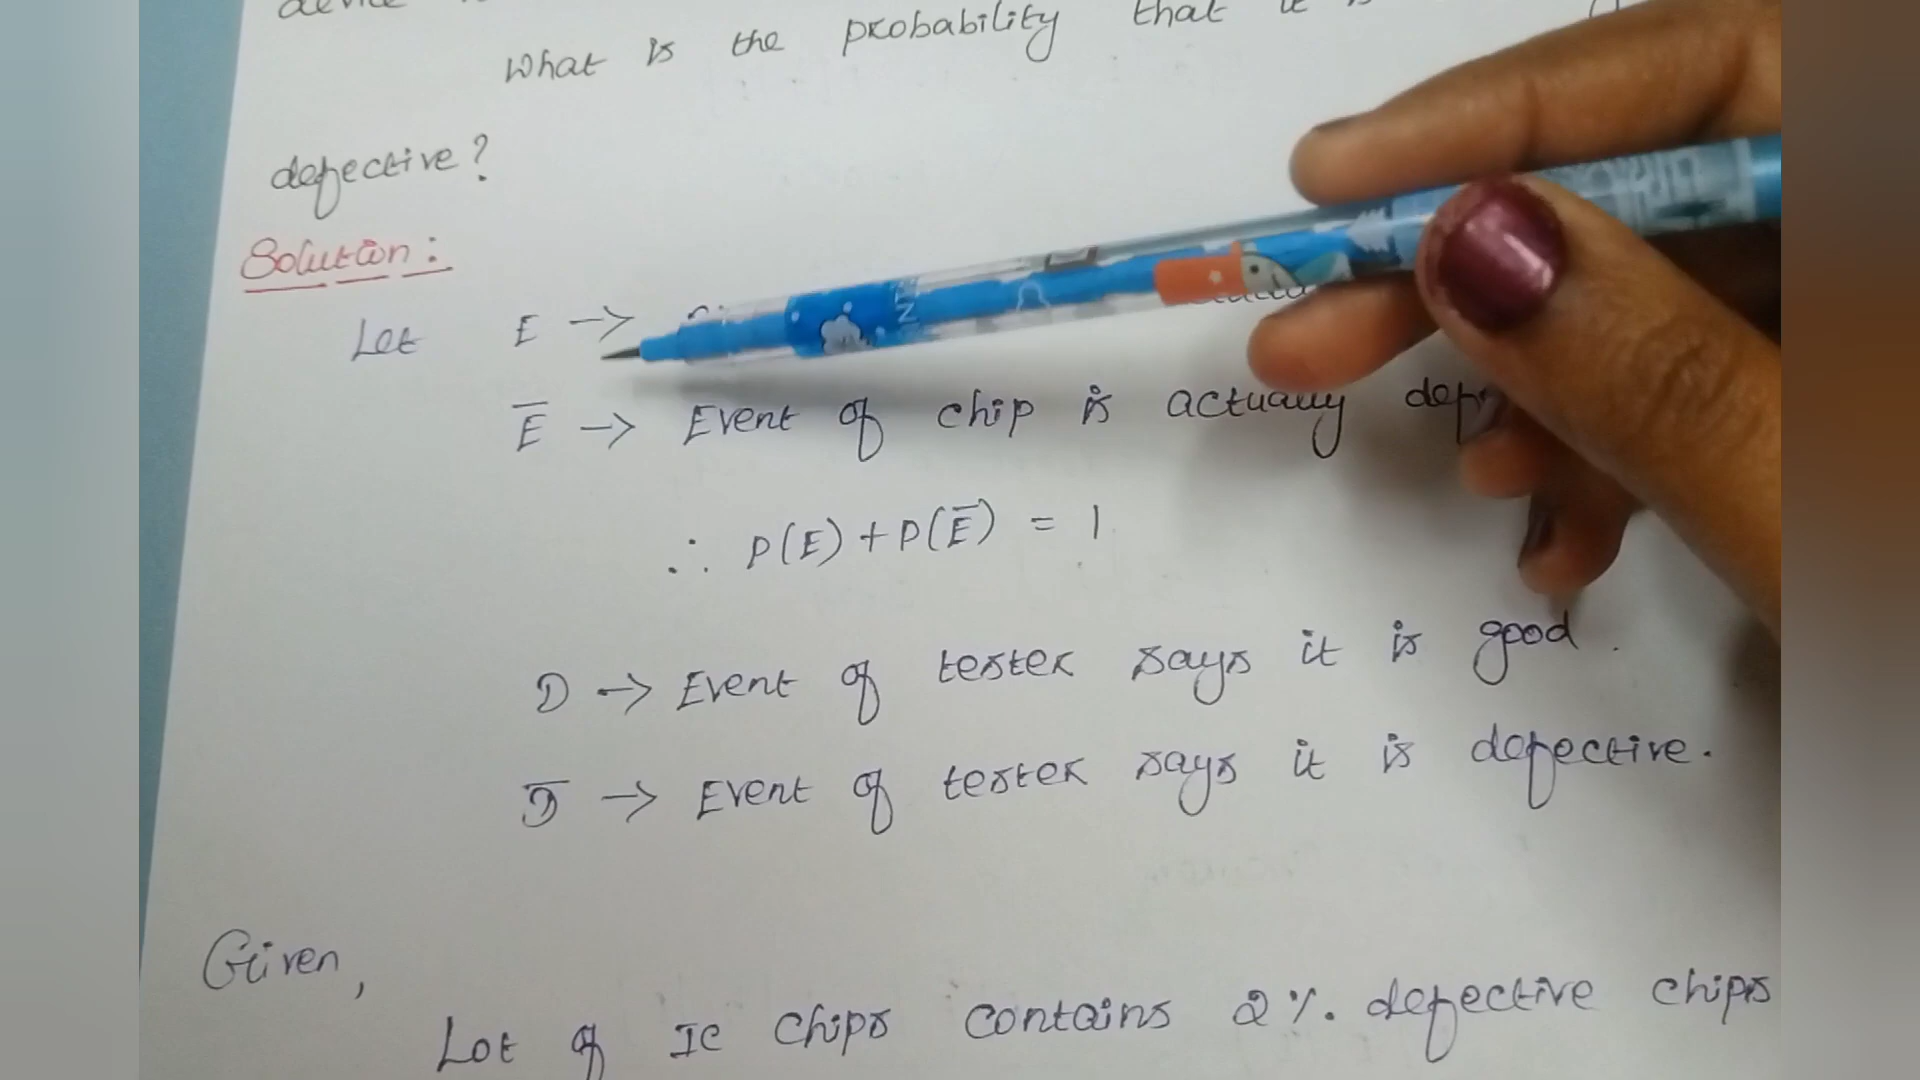 What is the probability that it
defective?
Solution:
Let E →
E̅ → Event of chip is actually
∴ P(E) + P(E̅) = 1
D → Event of tester says it is good.
D̅ → Event of tester says it is defective.
Given,
Lot of IC chips contains 2%. defective chips